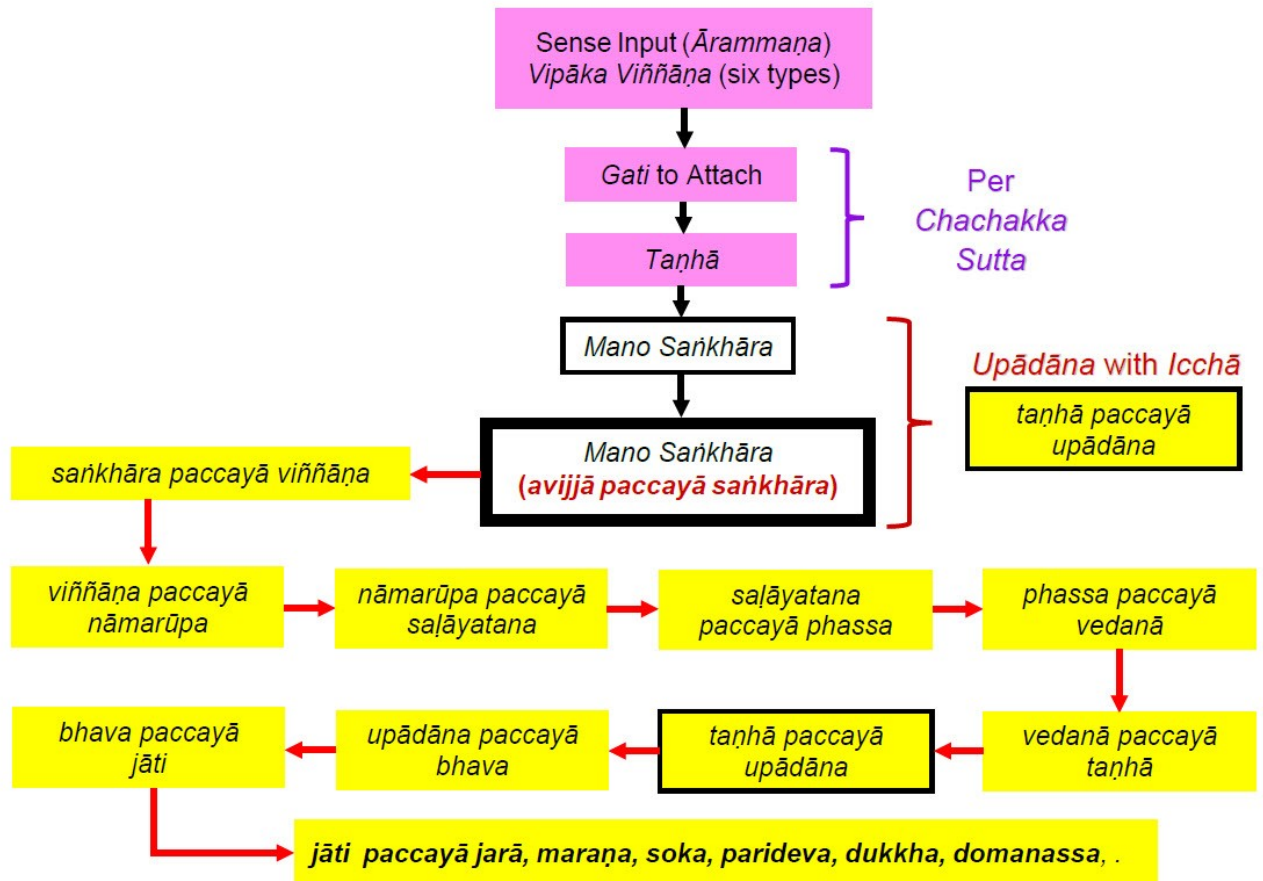 Sense Input (Ārammaṇa)
Vipāka Viññāṇa (six types)
Gati to Attach
Taṇhā
Per
Chachakka
Sutta
Mano Saṅkhāra
Upādāna with Icchā
taṇhā paccayā
upādāna
Mano Saṅkhāra
(avijjā paccayā saṅkhāra)
saṅkhāra paccayā viññāṇa
viññāṇa paccayā
nāmarūpa
nāmarūpa paccayā
saḷāyatana
saḷāyatana
paccayā phassa
phassa paccayā
vedanā
vedanā paccayā
taṇhā
taṇhā paccayā
upādāna
upādāna paccayā
bhava
bhava paccayā
jāti
jāti paccayā jarā, maraṇa, soka, parideva, dukkha, domanassa, .